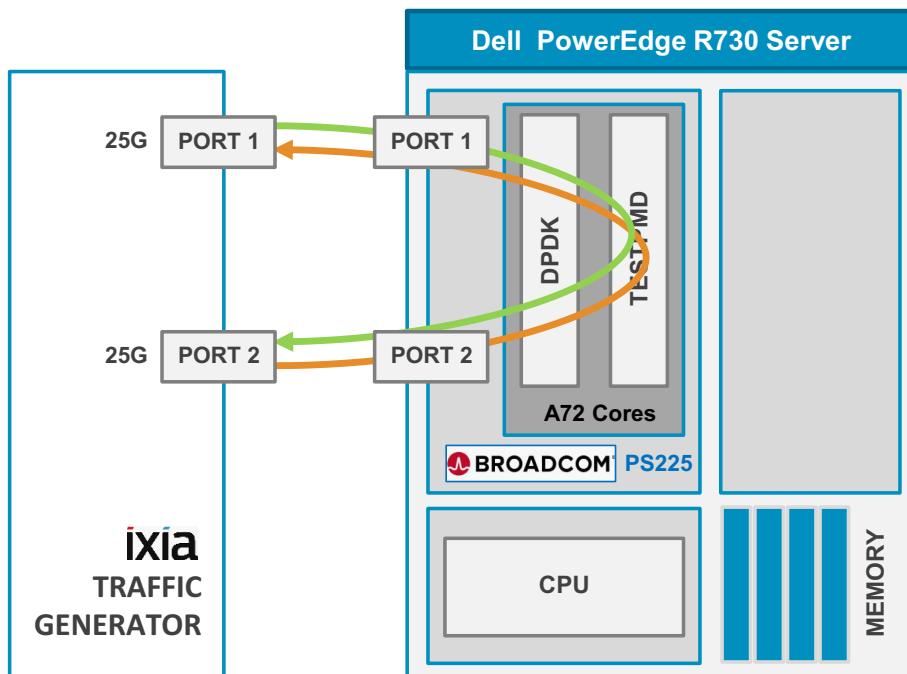 Dell PowerEdge R730 Server
25G
PORT 1
PORT 1
DPDK
TESTPMD
25G
PORT 2
PORT 2
A72 Cores
BROADCOM PS225
ixia
TRAFFIC
GENERATOR
CPU
MEMORY